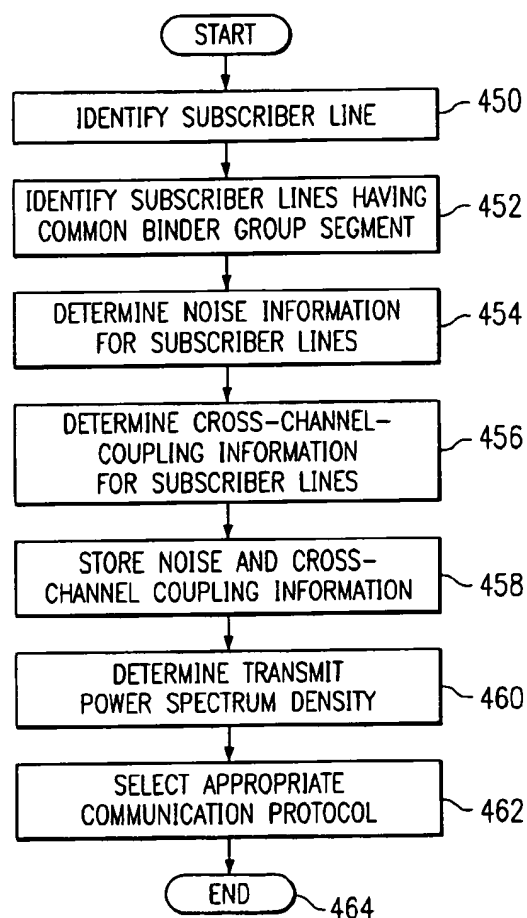 START
IDENTIFY SUBSCRIBER LINE
450
IDENTIFY SUBSCRIBER LINES HAVING
COMMON BINDER GROUP SEGMENT
452
DETERMINE NOISE INFORMATION
FOR SUBSCRIBER LINES
454
DETERMINE CROSS-CHANNEL-
COUPLING INFORMATION
FOR SUBSCRIBER LINES
456
STORE NOISE AND CROSS-
CHANNEL COUPLING INFORMATION
458
DETERMINE TRANSMIT
POWER SPECTRUM DENSITY
460
SELECT APPROPRIATE
COMMUNICATION PROTOCOL
462
END
464